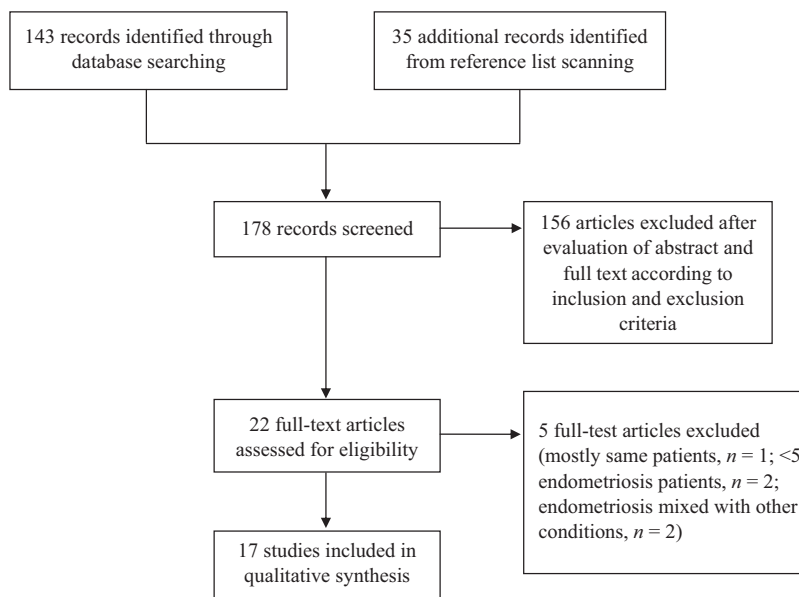 143 records identified through
database searching
35 additional records identified
from reference list scanning
178 records screened
156 articles excluded after
evaluation of abstract and
full text according to
inclusion and exclusion
criteria
22 full-text articles
assessed for eligibility
5 full-test articles excluded
(mostly same patients, n = 1; <5
endometriosis patients, n = 2;
endometriosis mixed with other
conditions, n = 2)
17 studies included in
qualitative synthesis